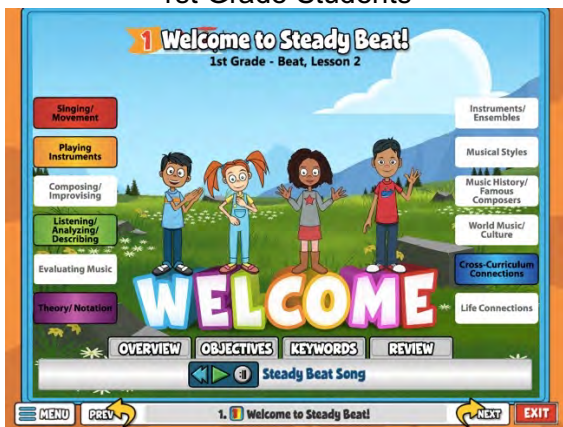 1st Grade Students
1 Welcome to Steady Beat!
1st Grade - Beat, Lesson 2
Singing/
Movement
Playing
Instruments
Composing/
Improvising
Listening/
Analyzing/
Describing
Evaluating Music
Theory/ Notation
Instruments/
Ensembles
Musical Styles
Music History/
Famous
Composers
World Music/
Culture
Cross-Curriculum
Connections
Life Connections
WELCOME
OVERVIEW OBJECTIVES KEYWORDS REVIEW
Steady Beat Song
MENU PREV 1. 1 Welcome to Steady Beat! NEXT EXIT